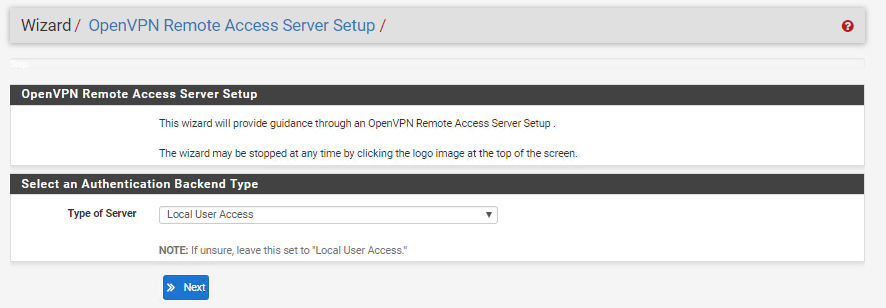 Wizard / OpenVPN Remote Access Server Setup /
Step
OpenVPN Remote Access Server Setup
This wizard will provide guidance through an OpenVPN Remote Access Server Setup .
The wizard may be stopped at any time by clicking the logo image at the top of the screen.
Select an Authentication Backend Type
Type of Server Local User Access
NOTE: If unsure, leave this set to "Local User Access."
» Next